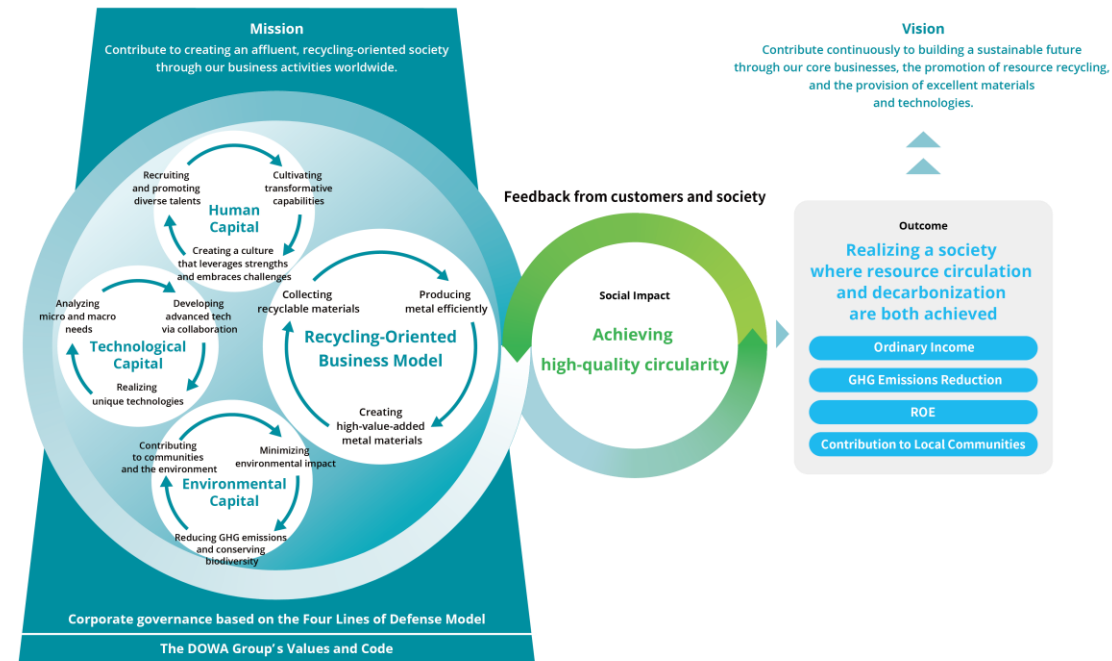 Mission
Contribute to creating an affluent, recycling-oriented society
through our business activities worldwide.
Recruiting
and promoting
diverse talents
Cultivating
transformative
capabilities
Human
Capital
Creating a culture
that leverages strengths
and embraces challenges
Analyzing
micro and macro
needs
Developing
advanced tech
via collaboration
Technological
Capital
Realizing
unique technologies
Contributing
to communities
and the environment
Minimizing
environmental impact
Environmental
Capital
Reducing GHG emissions
and conserving
biodiversity
Collecting
recyclable materials
Producing
metal efficiently
Recycling-Oriented
Business Model
Creating
high-value-added
metal materials
Corporate governance based on the Four Lines of Defense Model
The DOWA Group's Values and Code
Feedback from customers and society
Social Impact
Achieving
high-quality circularity
Vision
Contribute continuously to building a sustainable future
through our core businesses, the promotion of resource recycling,
and the provision of excellent materials
and technologies.
Outcome
Realizing a society
where resource circulation
and decarbonization
are both achieved
Ordinary Income
GHG Emissions Reduction
ROE
Contribution to Local Communities